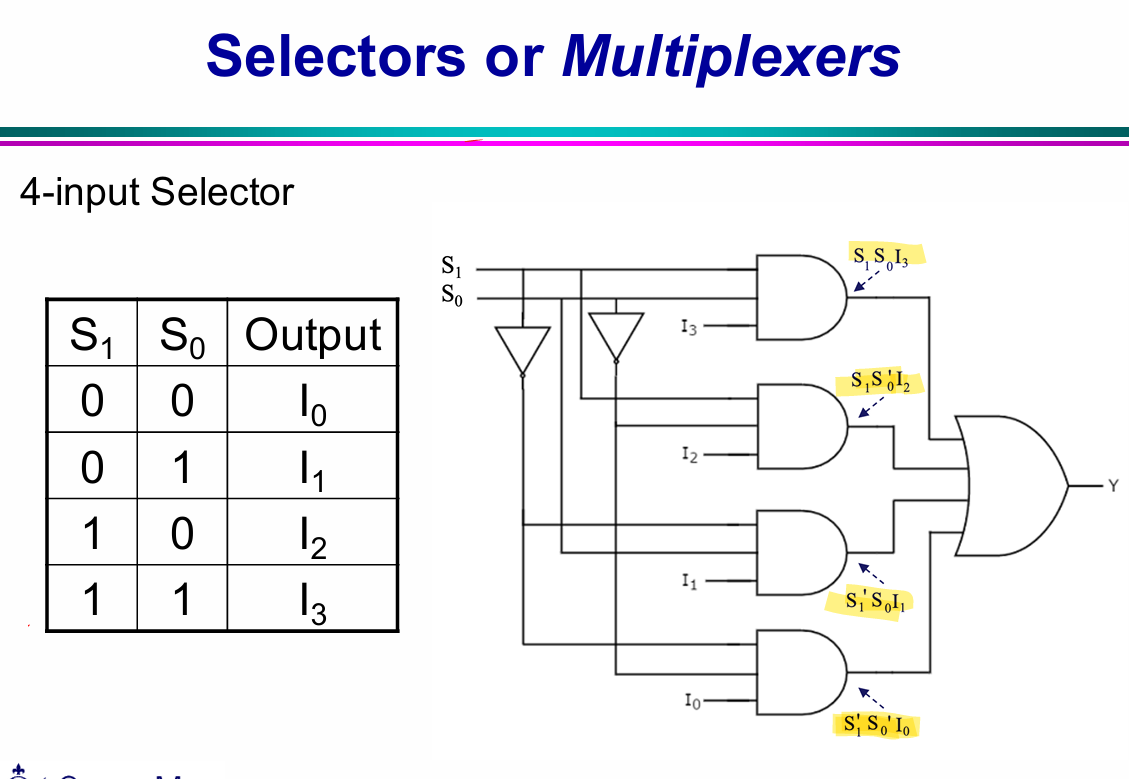 Selectors or Multiplexers
4-input Selector
S₁ S₀ Output
0 0 I₀
0 1 I₁
1 0 I₂
1 1 I₃
S₁
S₀
I₃
S₁S₀I₃
I₂
S₁S₀'I₂
Y
I₁
S₁'S₀I₁
I₀
S₁'S₀'I₀